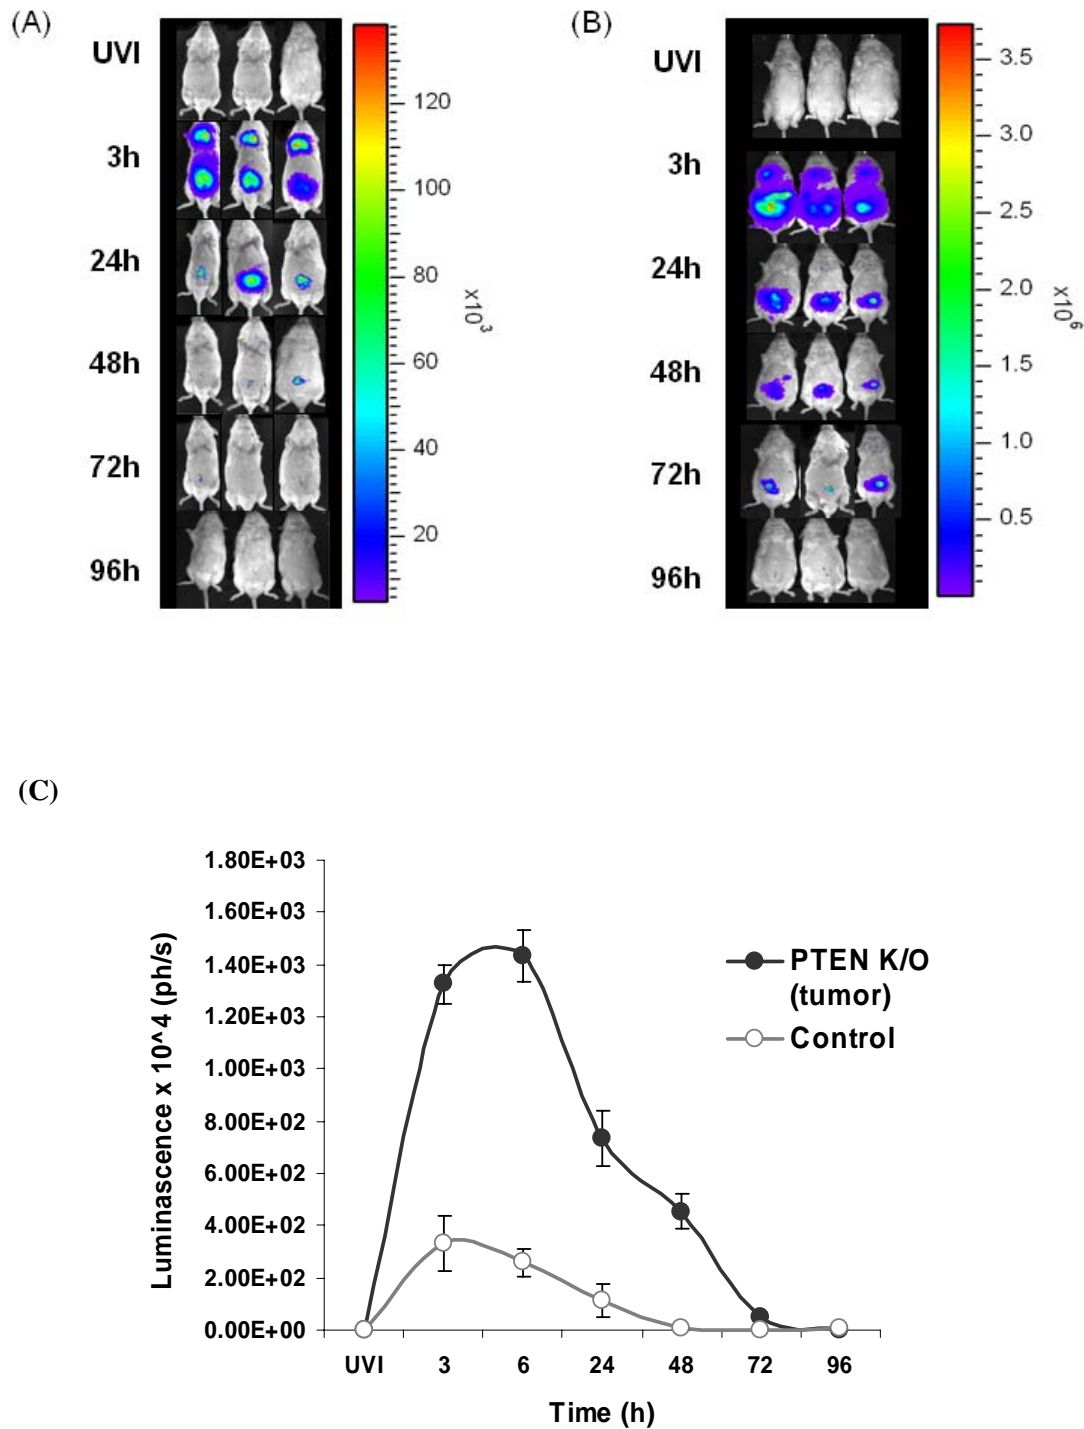 (A)
UVI
3h
24h
48h
72h
96h
120
100
80
60
40
20
x10^3
(B)
UVI
3h
24h
48h
72h
96h
3.5
3.0
2.5
2.0
1.5
1.0
0.5
x10^6
(C)
1.80E+03
1.60E+03
1.40E+03
1.20E+03
1.00E+03
8.00E+02
6.00E+02
4.00E+02
2.00E+02
0.00E+00
Luminascence x 10^4 (ph/s)
UVI 3 6 24 48 72 96
Time (h)
PTEN K/O
(tumor)
Control